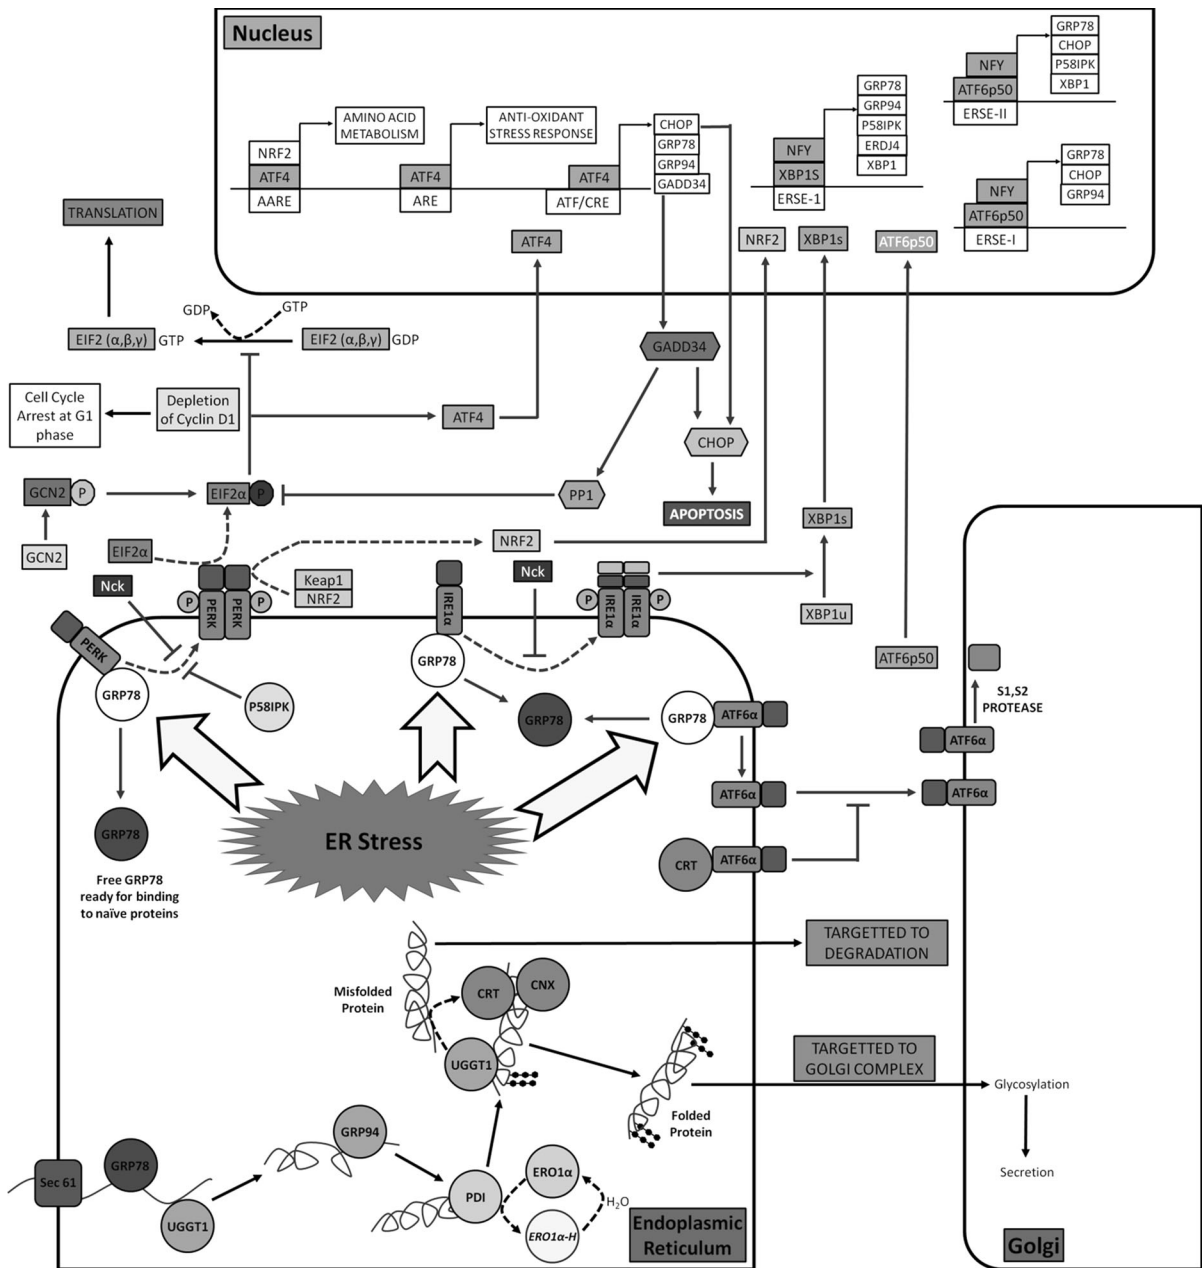 Nucleus
GRP78
CHOP
P58IPK
XBP1
NFY
ATF6p50
ERSE-II
AMINO ACID
METABOLISM
NRF2
ATF4
AARE
ANTI-OXIDANT
STRESS RESPONSE
ATF4
ARE
CHOP
GRP78
GRP94
GADD34
ATF4
ATF/CRE
GRP78
GRP94
P58IPK
ERDJ4
XBP1
NFY
XBP1S
ERSE-1
GRP78
CHOP
GRP94
NFY
ATF6p50
ERSE-I
TRANSLATION
ATF4
NRF2
XBP1s
ATF6p50
GDP
GTP
EIF2 (α,β,γ) GTP
EIF2 (α,β,γ) GDP
GADD34
Cell Cycle
Arrest at G1
phase
Depletion
of Cyclin D1
ATF4
CHOP
GCN2 P
EIF2α P
PP1
APOPTOSIS
XBP1s
GCN2
EIF2α
NRF2
Nck
Keap1
NRF2
Nck
P
PERK
PERK
P
IRE1α
P
IRE1α
IRE1α
P
XBP1u
PERK
GRP78
P58IPK
GRP78
GRP78
GRP78
ATF6α
ATF6p50
S1,S2
PROTEASE
ATF6α
ATF6α
ATF6α
GRP78
ER Stress
CRT
ATF6α
Free GRP78
ready for binding
to naïve proteins
TARGETTED TO
DEGRADATION
Misfolded
Protein
CRT
CNX
UGGT1
TARGETTED TO
GOLGI COMPLEX
Glycosylation
Folded
Protein
Secretion
Sec 61
GRP78
UGGT1
GRP94
PDI
ERO1α
H2O
ERO1α-H
Endoplasmic
Reticulum
Golgi